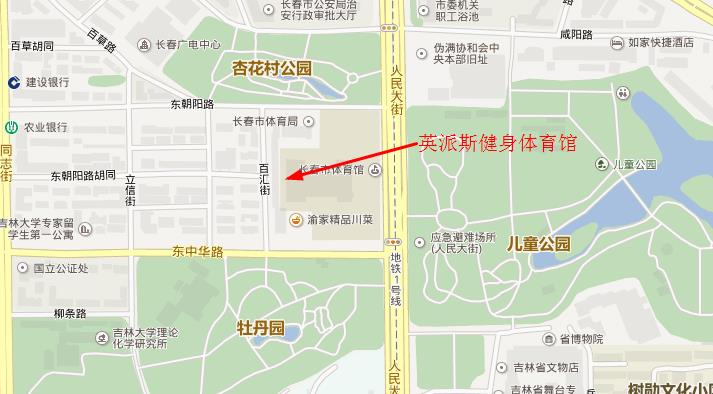 长春市公安局治
安行政审批大厅
市委机关
职工浴池
百草路
百草胡同
长春广电中心
咸阳路
如家快捷酒店
伪满协和会中
央本部旧址
杏花村公园
人民大街
建设银行
东朝阳路
长春市体育局
农业银行
英派斯健身体育馆
同志街
百汇街
长春市体育馆
儿童公园
东朝阳路胡同
立信街
吉林大学专家留
学生第一公寓
渝家精品川菜
应急避难场所
(人民大街)
儿童公园
东中华路
地铁1号线
国立公证处
柳条路
牡丹园
吉林大学理论
化学研究所
省博物院
人民大
吉林省文物店
吉林省舞台专
树勋文化小